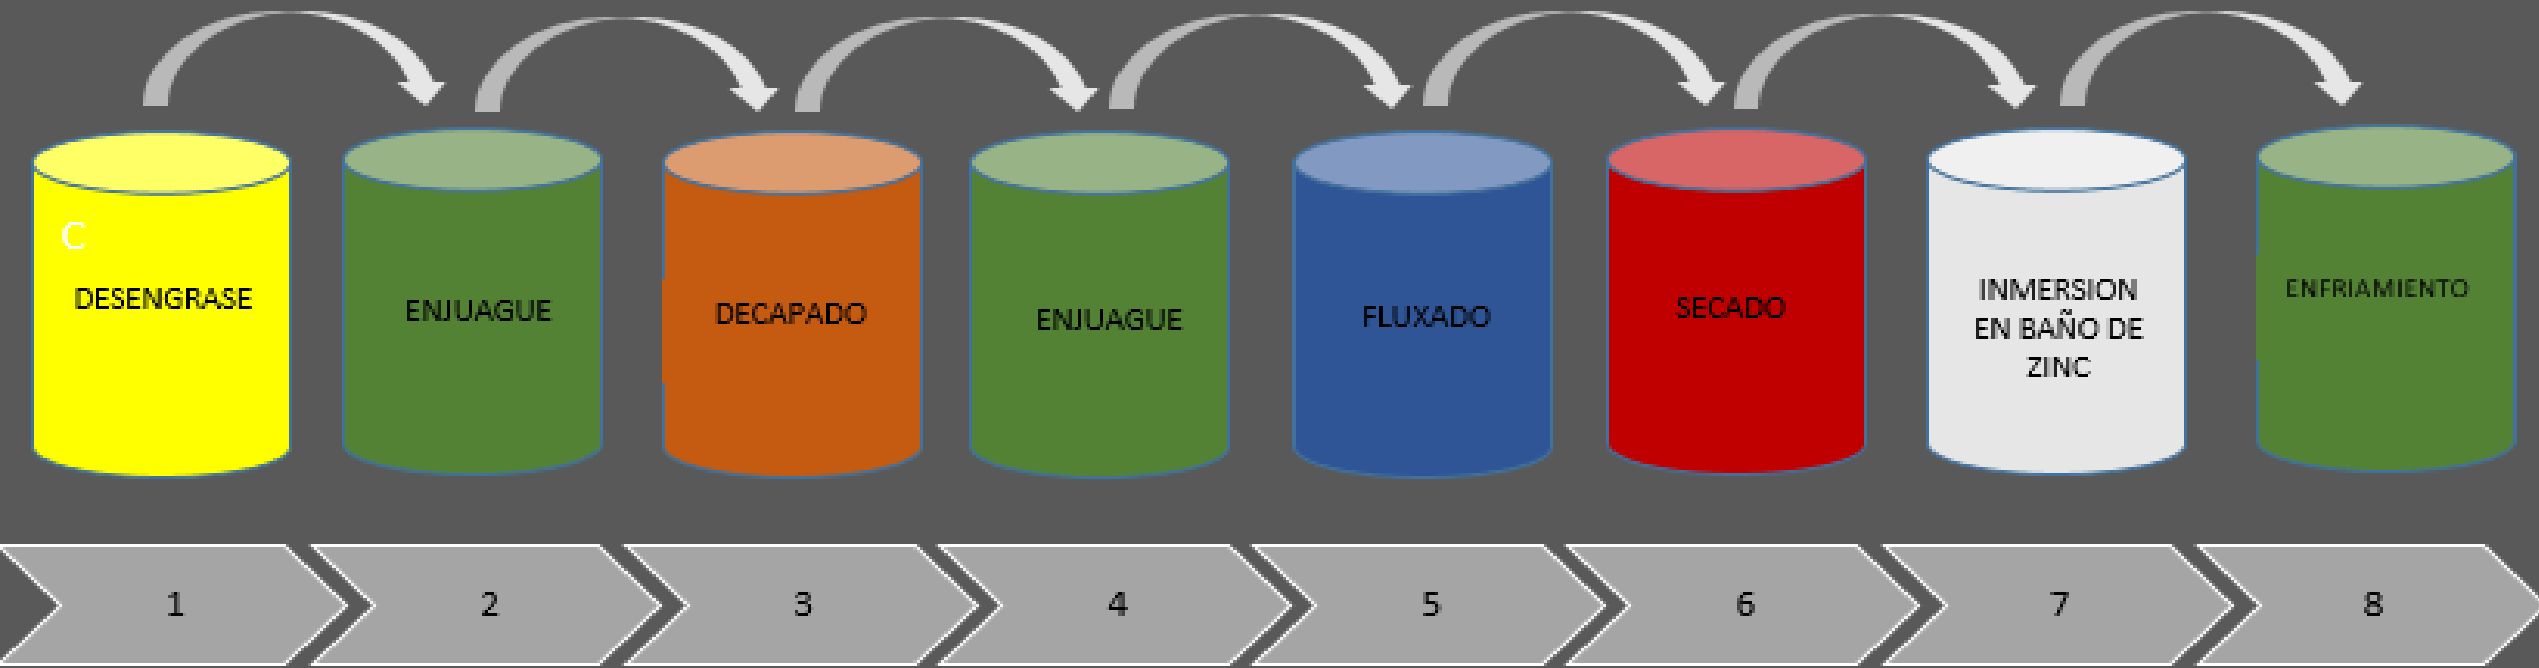 C
DESENGRASE
ENJUAGUE
DECAPADO
ENJUAGUE
FLUXADO
SECADO
INMERSION
EN BAÑO DE
ZINC
ENFRIAMIENTO
1
2
3
4
5
6
7
8